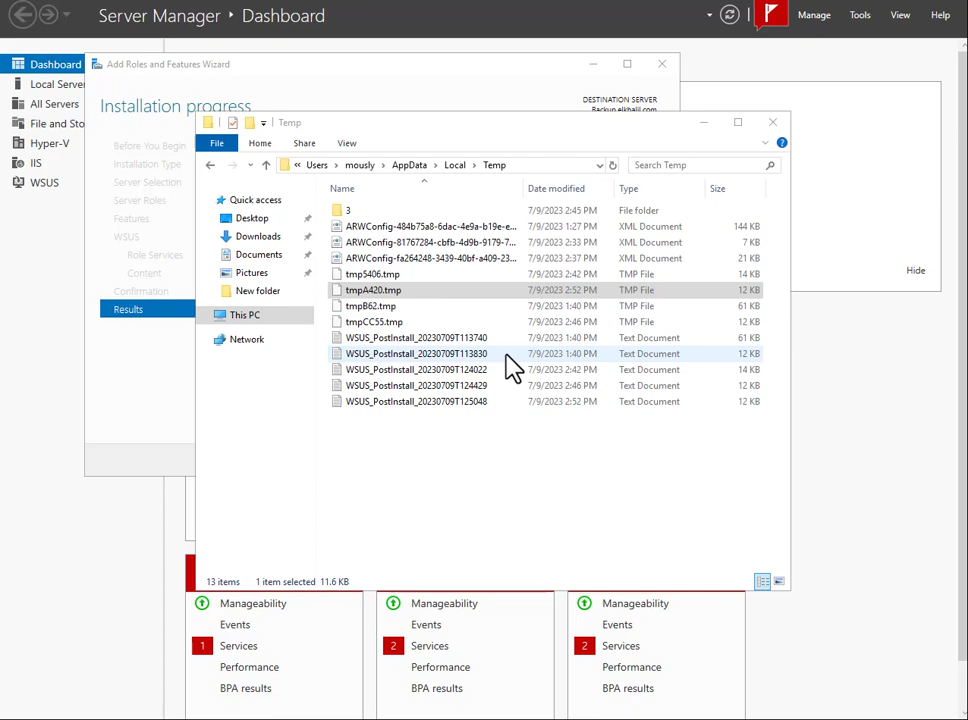 Server Manager ‣ Dashboard
Manage
Tools
View
Help
Dashboard
Local Serve
All Servers
File and Sto
Hyper-V
IIS
WSUS
Add Roles and Features Wizard
Installation progress
DESTINATION SERVER
Backup.elkhalil.com
Before You Begin
Installation Type
Server Selection
Server Roles
Features
WSUS
Role Services
Content
Confirmation
Results
Temp
File
Home
Share
View
« Users › mously › AppData › Local › Temp
Search Temp
Quick access
Desktop
Downloads
Documents
Pictures
New folder
This PC
Network
Name Date modified Type Size
3 7/9/2023 2:45 PM File folder
ARWConfig-484b75a8-6dac-4e9a-b19e-e... 7/9/2023 1:27 PM XML Document 144 KB
ARWConfig-81767284-cbfb-4d9b-9179-7... 7/9/2023 2:33 PM XML Document 7 KB
ARWConfig-fa264248-3439-40bf-a409-23... 7/9/2023 2:37 PM XML Document 21 KB
tmp5406.tmp 7/9/2023 2:42 PM TMP File 14 KB
tmpA420.tmp 7/9/2023 2:52 PM TMP File 12 KB
tmpB62.tmp 7/9/2023 1:40 PM TMP File 61 KB
tmpCC55.tmp 7/9/2023 2:46 PM TMP File 12 KB
WSUS_PostInstall_20230709T113740 7/9/2023 1:40 PM Text Document 61 KB
WSUS_PostInstall_20230709T113830 7/9/2023 1:40 PM Text Document 12 KB
WSUS_PostInstall_20230709T124022 7/9/2023 2:42 PM Text Document 14 KB
WSUS_PostInstall_20230709T124429 7/9/2023 2:46 PM Text Document 12 KB
WSUS_PostInstall_20230709T125048 7/9/2023 2:52 PM Text Document 12 KB
Hide
13 items 1 item selected 11.6 KB
Manageability
Events
1 Services
Performance
BPA results
Manageability
Events
2 Services
Performance
BPA results
Manageability
Events
2 Services
Performance
BPA results